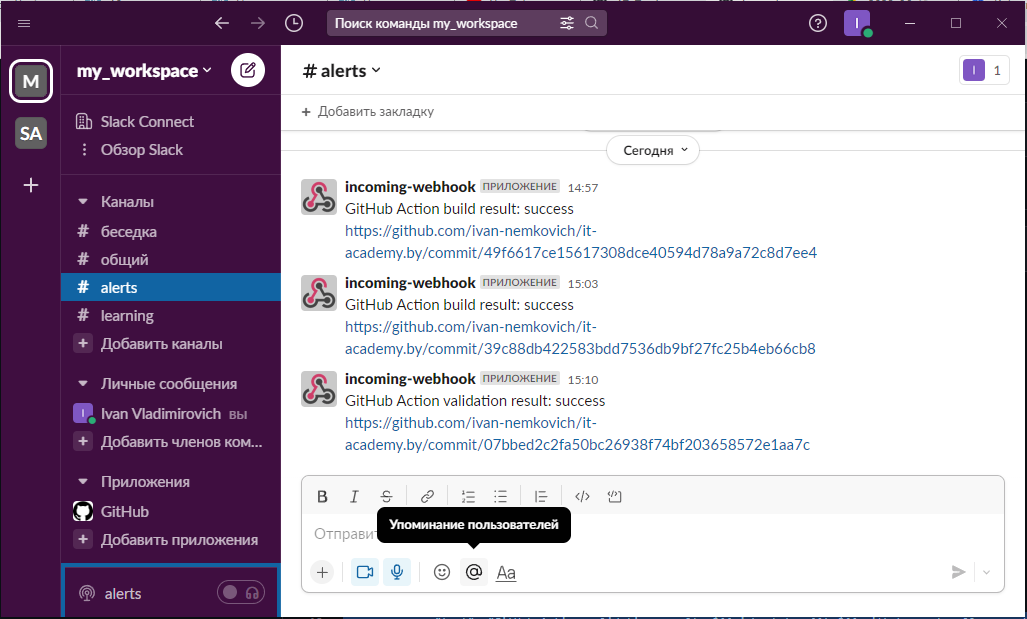 Поиск команды my_workspace
I
M
SA
my_workspace
Slack Connect
Обзор Slack
Каналы
# беседка
# общий
# alerts
# learning
+ Добавить каналы
Личные сообщения
I Ivan Vladimirovich вы
+ Добавить членов ком...
Приложения
GitHub
+ Добавить приложения
alerts
# alerts
I 1
+ Добавить закладку
Сегодня
incoming-webhook ПРИЛОЖЕНИЕ 14:57
GitHub Action build result: success
https://github.com/ivan-nemkovich/it-
academy.by/commit/49f6617ce15617308dce40594d78a9a72c8d7ee4
incoming-webhook ПРИЛОЖЕНИЕ 15:03
GitHub Action build result: success
https://github.com/ivan-nemkovich/it-
academy.by/commit/39c88db422583bdd7536db9bf27fc25b4eb66cb8
incoming-webhook ПРИЛОЖЕНИЕ 15:10
GitHub Action validation result: success
https://github.com/ivan-nemkovich/it-
academy.by/commit/07bbed2c2fa50bc26938f74bf203658572e1aa7c
B I S
Упоминание пользователей
Отправит
@ Aa